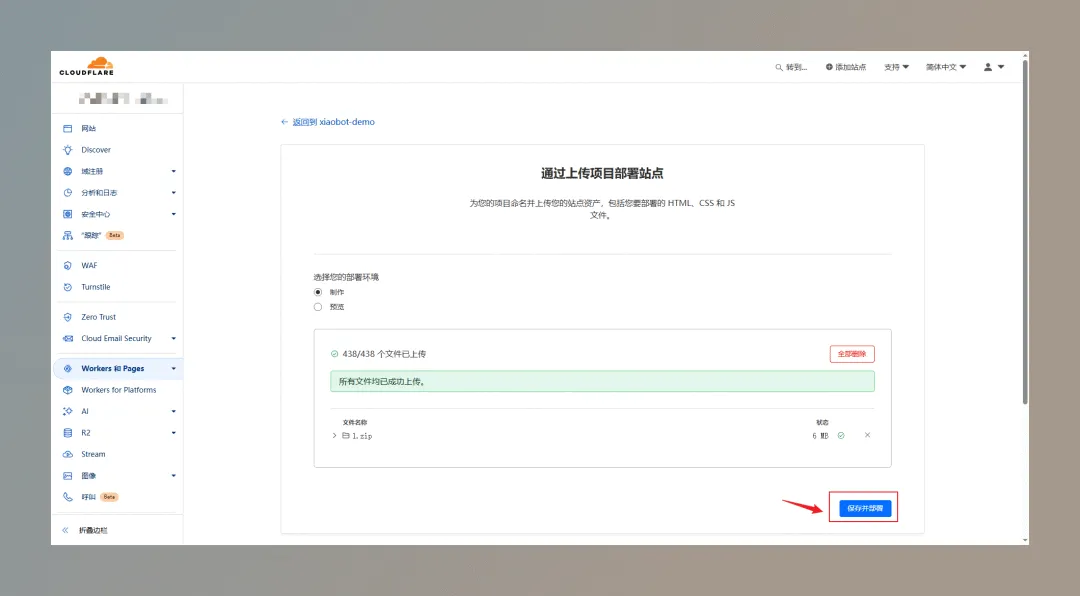 CLOUDFLARE
转到...
添加站点
支持
简体中文
网站
Discover
域注册
分析和日志
安全中心
"跟踪" Beta
WAF
Turnstile
Zero Trust
Cloud Email Security
Workers 和 Pages
Workers for Platforms
AI
R2
Stream
图像
呼叫 Beta
折叠边栏
← 返回到 xiaobot-demo
通过上传项目部署站点
为您的项目命名并上传您的站点资产，包括您要部署的 HTML、CSS 和 JS
文件。
选择您的部署环境
制作
预览
438/438 个文件已上传
全部删除
所有文件均已成功上传。
文件名称
状态
1.zip
6 MB
保存并部署